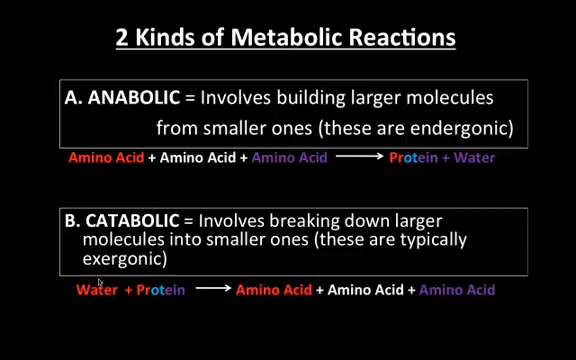 2 Kinds of Metabolic Reactions
A. ANABOLIC = Involves building larger molecules
from smaller ones (these are endergonic)
Amino Acid + Amino Acid + Amino Acid ⟶ Protein + Water
B. CATABOLIC = Involves breaking down larger
molecules into smaller ones (these are typically
exergonic)
Water + Protein ⟶ Amino Acid + Amino Acid + Amino Acid